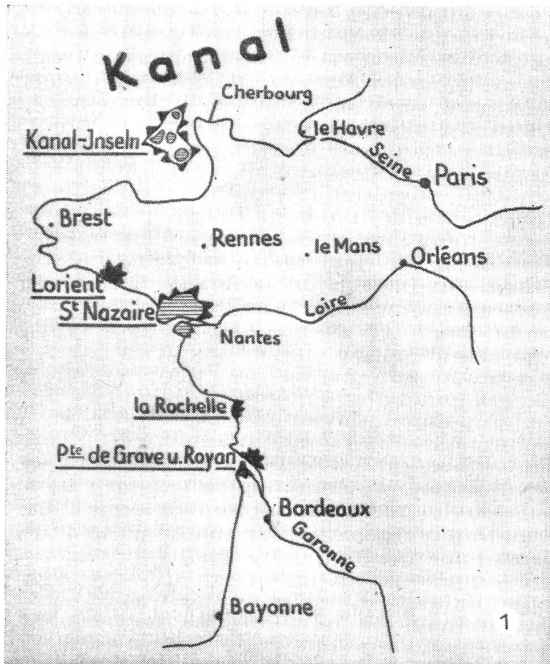 Kanal
Cherbourg
Kanal-Jnseln
le Havre
Seine
Paris
Brest
Rennes
le Mans
Orléans
Lorient
St Nazaire
Loire
Nantes
la Rochelle
Pte de Grave u. Royan
Bordeaux
Garonne
Bayonne
1